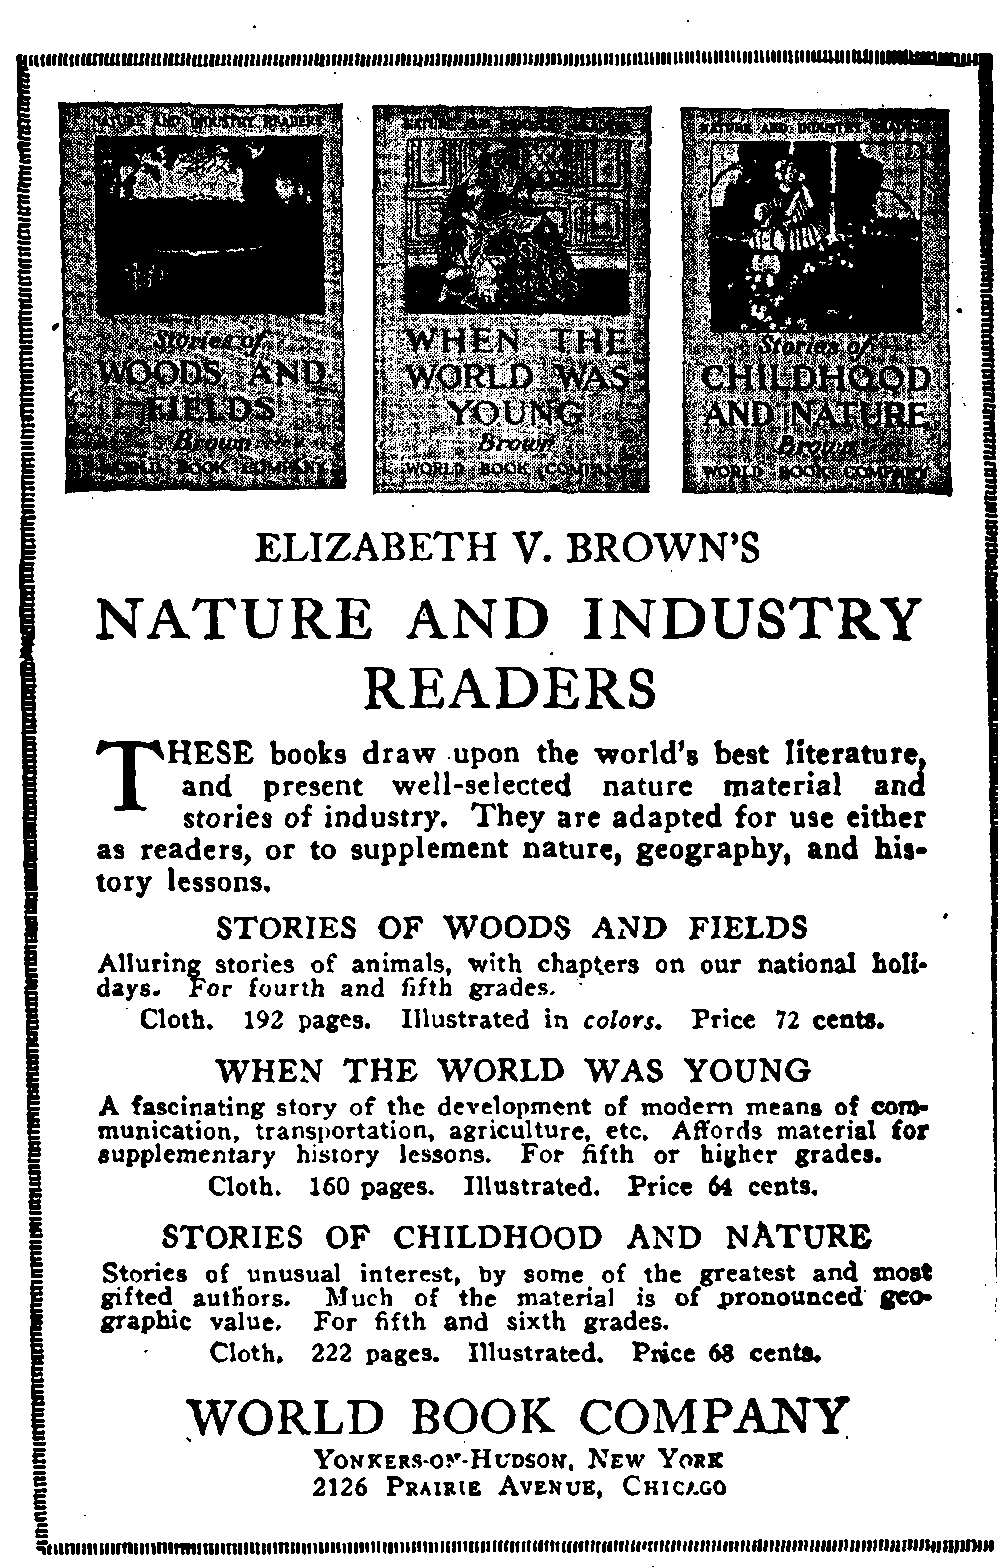 NATURE AND INDUSTRY READERS
Stories of
WOODS AND
FIELDS
Brown
WORLD BOOK COMPANY
WHEN THE
WORLD WAS
YOUNG
Brown
WORLD BOOK COMPANY
NATURE AND INDUSTRY READERS
Stories of
CHILDHOOD
AND NATURE
Brown
WORLD BOOK COMPANY
ELIZABETH V. BROWN'S
NATURE AND INDUSTRY
READERS
THESE books draw upon the world's best literature,
and present well-selected nature material and
stories of industry. They are adapted for use either
as readers, or to supplement nature, geography, and his-
tory lessons.
STORIES OF WOODS AND FIELDS
Alluring stories of animals, with chapters on our national holi-
days. For fourth and fifth grades.
Cloth. 192 pages. Illustrated in colors. Price 72 cents.
WHEN THE WORLD WAS YOUNG
A fascinating story of the development of modern means of com-
munication, transportation, agriculture, etc. Affords material for
supplementary history lessons. For fifth or higher grades.
Cloth. 160 pages. Illustrated. Price 64 cents.
STORIES OF CHILDHOOD AND NATURE
Stories of unusual interest, by some of the greatest and most
gifted authors. Much of the material is of pronounced geo-
graphic value. For fifth and sixth grades.
Cloth. 222 pages. Illustrated. Price 68 cents.
WORLD BOOK COMPANY
YONKERS-ON-HUDSON, NEW YORK
2126 PRAIRIE AVENUE, CHICAGO